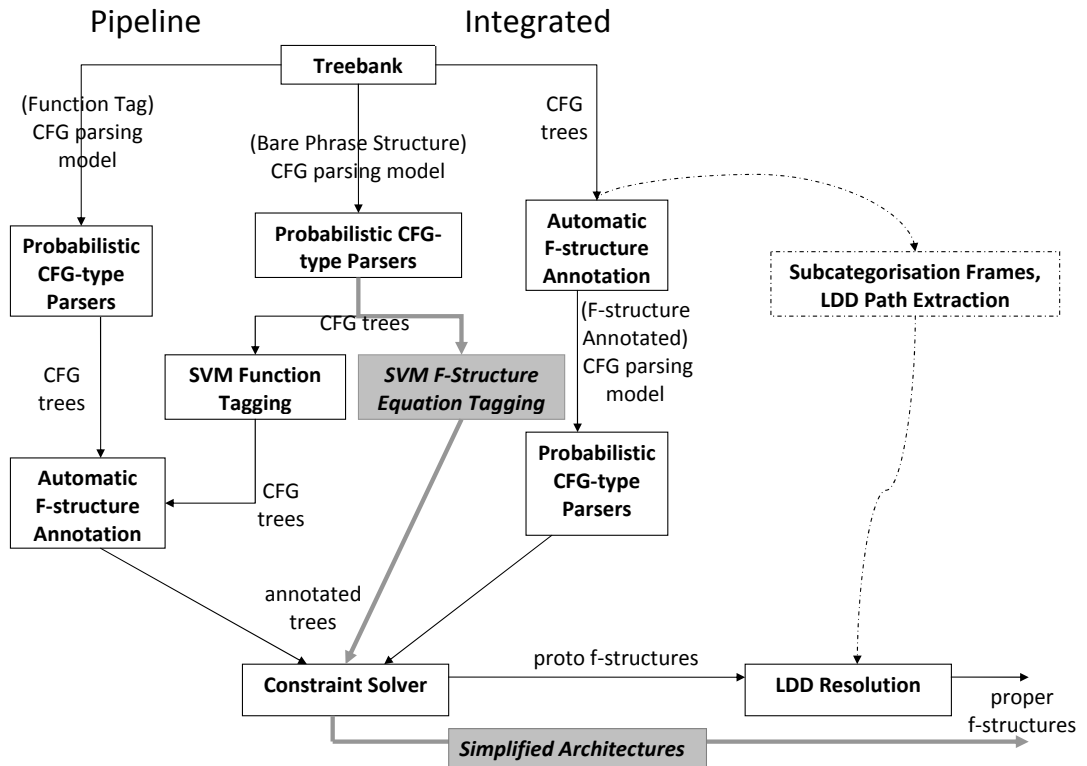 Pipeline
Integrated
Treebank
(Function Tag)
CFG parsing
model
(Bare Phrase Structure)
CFG parsing model
CFG
trees
Probabilistic
CFG-type
Parsers
Probabilistic CFG-
type Parsers
Automatic
F-structure
Annotation
Subcategorisation Frames,
LDD Path Extraction
CFG trees
(F-structure
Annotated)
CFG parsing
model
CFG
trees
SVM Function
Tagging
SVM F-Structure
Equation Tagging
Automatic
F-structure
Annotation
CFG
trees
Probabilistic
CFG-type
Parsers
annotated
trees
Constraint Solver
proto f-structures
LDD Resolution
proper
f-structures
Simplified Architectures